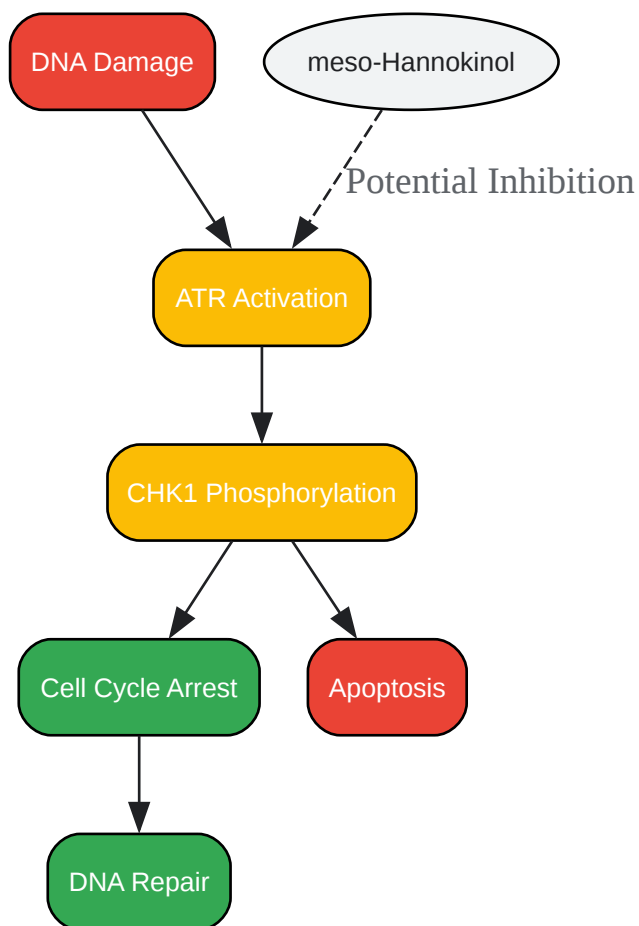 DNA Damage
meso-Hannokinol
Potential Inhibition
ATR Activation
CHK1 Phosphorylation
Cell Cycle Arrest
Apoptosis
DNA Repair